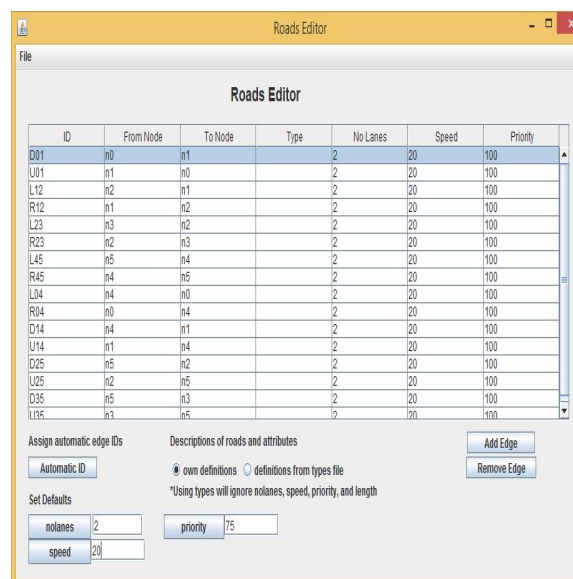 Roads Editor
File
Roads Editor
ID From Node To Node Type No Lanes Speed Priority
D01 n0 n1 2 20 100
U01 n1 n0 2 20 100
L12 n2 n1 2 20 100
R12 n1 n2 2 20 100
L23 n3 n2 2 20 100
R23 n2 n3 2 20 100
L45 n5 n4 2 20 100
R45 n4 n5 2 20 100
L04 n4 n0 2 20 100
R04 n0 n4 2 20 100
D14 n4 n1 2 20 100
U14 n1 n4 2 20 100
D25 n5 n2 2 20 100
U25 n2 n5 2 20 100
D35 n5 n3 2 20 100
U35 n3 n5 2 20 100
Assign automatic edge IDs Descriptions of roads and attributes Add Edge
Automatic ID own definitions definitions from types file Remove Edge
*Using types will ignore nolanes, speed, priority, and length
Set Defaults
nolanes 2 priority 75
speed 20